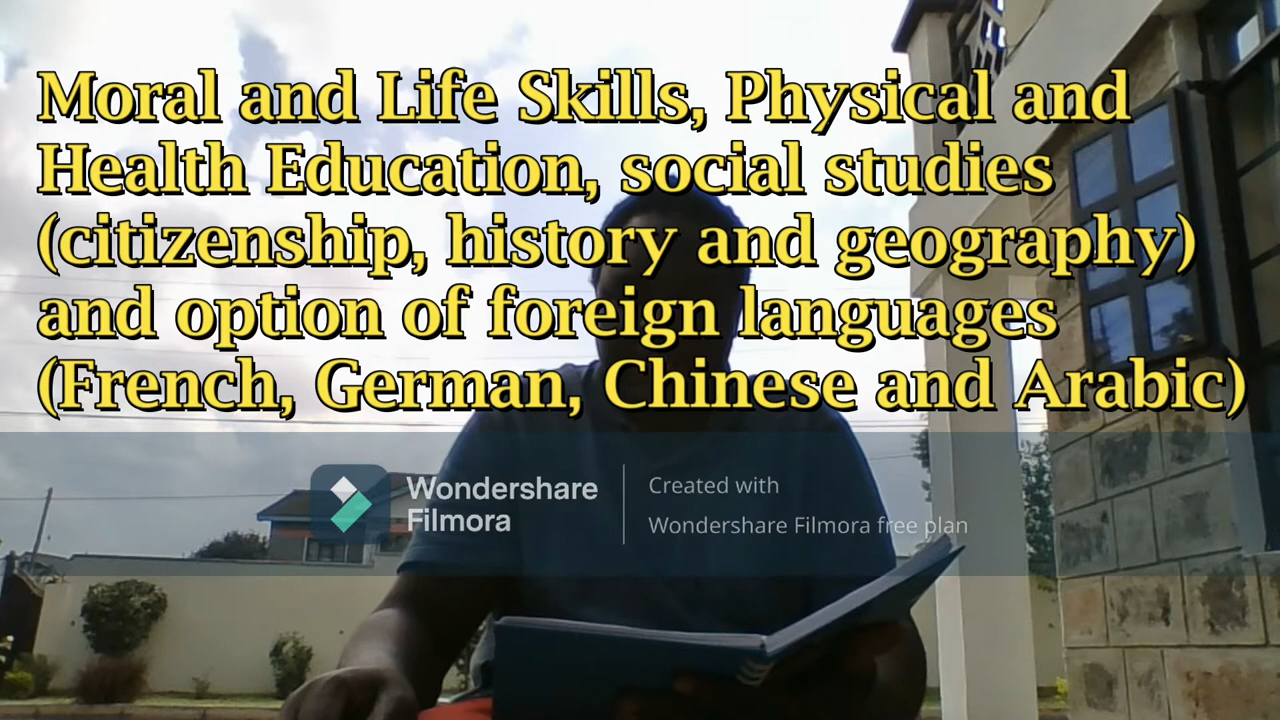 Moral and Life Skills, Physical and
Health Education, social studies
(citizenship, history and geography)
and option of foreign languages
(French, German, Chinese and Arabic)
Wondershare
Filmora
Created with
Wondershare Filmora free plan